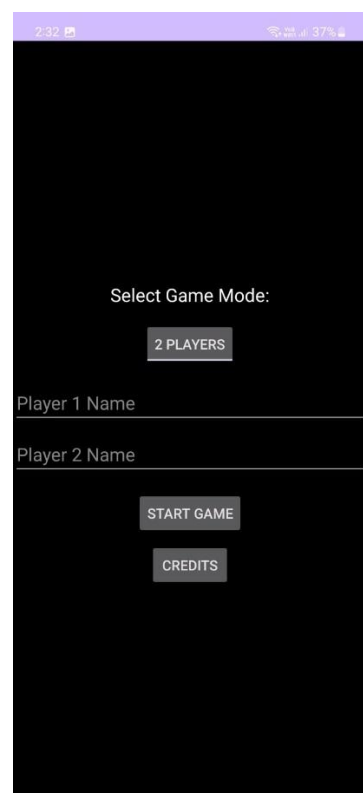 2:32 37%
Select Game Mode:
2 PLAYERS
Player 1 Name
Player 2 Name
START GAME
CREDITS